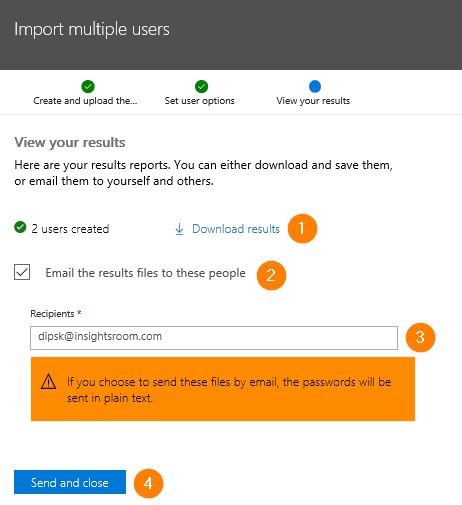 Import multiple users
Create and upload the...
Set user options
View your results
View your results
Here are your results reports. You can either download and save them,
or email them to yourself and others.
2 users created
Download results
1
Email the results files to these people
2
Recipients *
dipsk@insightsroom.com
3
If you choose to send these files by email, the passwords will be
sent in plain text.
Send and close
4